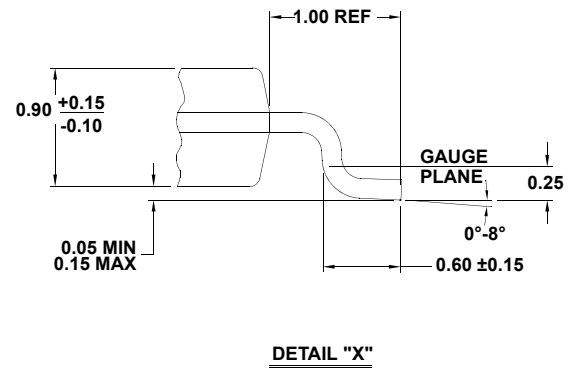 1.00 REF
0.90 +0.15
-0.10
GAUGE
PLANE
0.25
0°-8°
0.05 MIN
0.15 MAX
0.60 ±0.15
DETAIL "X"